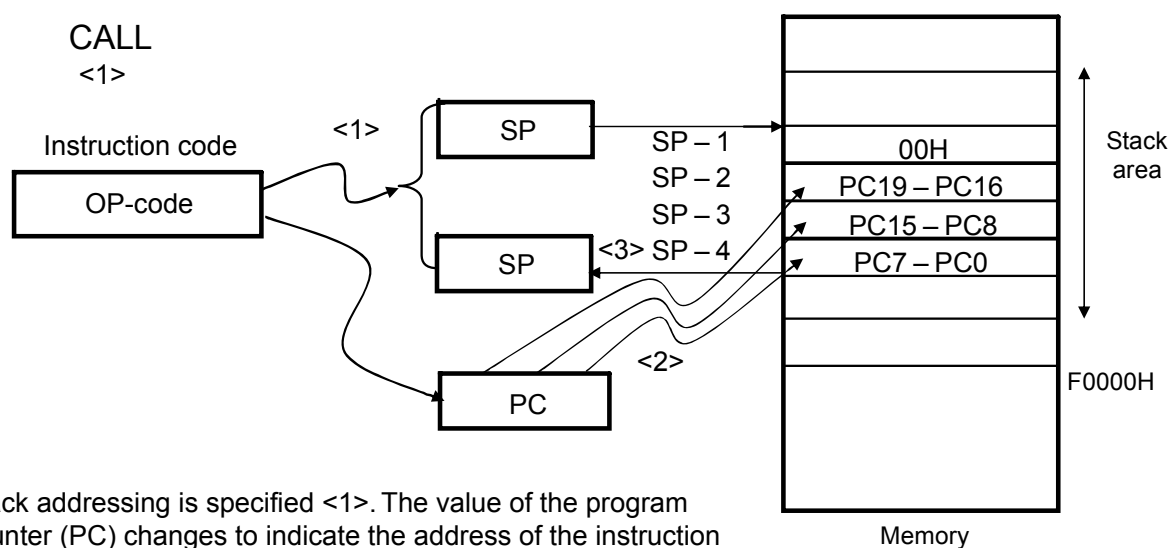 CALL
<1>
Instruction code
OP-code
<1>
SP
SP
<3>
SP – 1
SP – 2
SP – 3
SP – 4
<2>
PC
00H
PC19 – PC16
PC15 – PC8
PC7 – PC0
Stack
area
F0000H
Memory
ack addressing is specified <1>. The value of the program
unter (PC) changes to indicate the address of the instruction